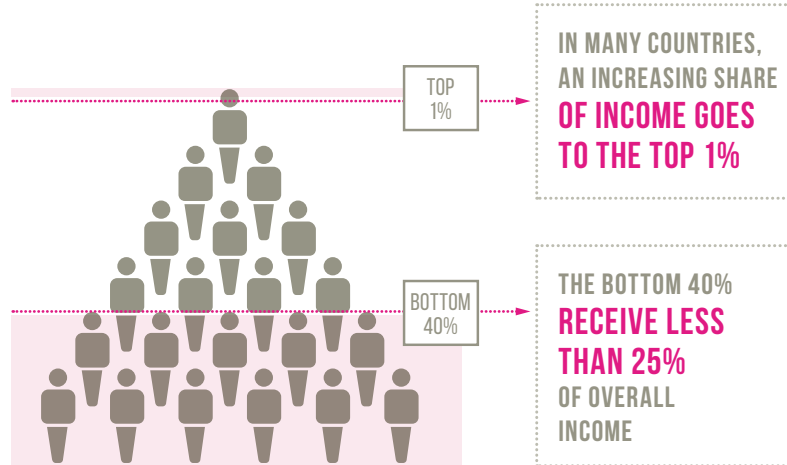 TOP
1%
IN MANY COUNTRIES,
AN INCREASING SHARE
OF INCOME GOES
TO THE TOP 1%
BOTTOM
40%
THE BOTTOM 40%
RECEIVE LESS
THAN 25%
OF OVERALL
INCOME